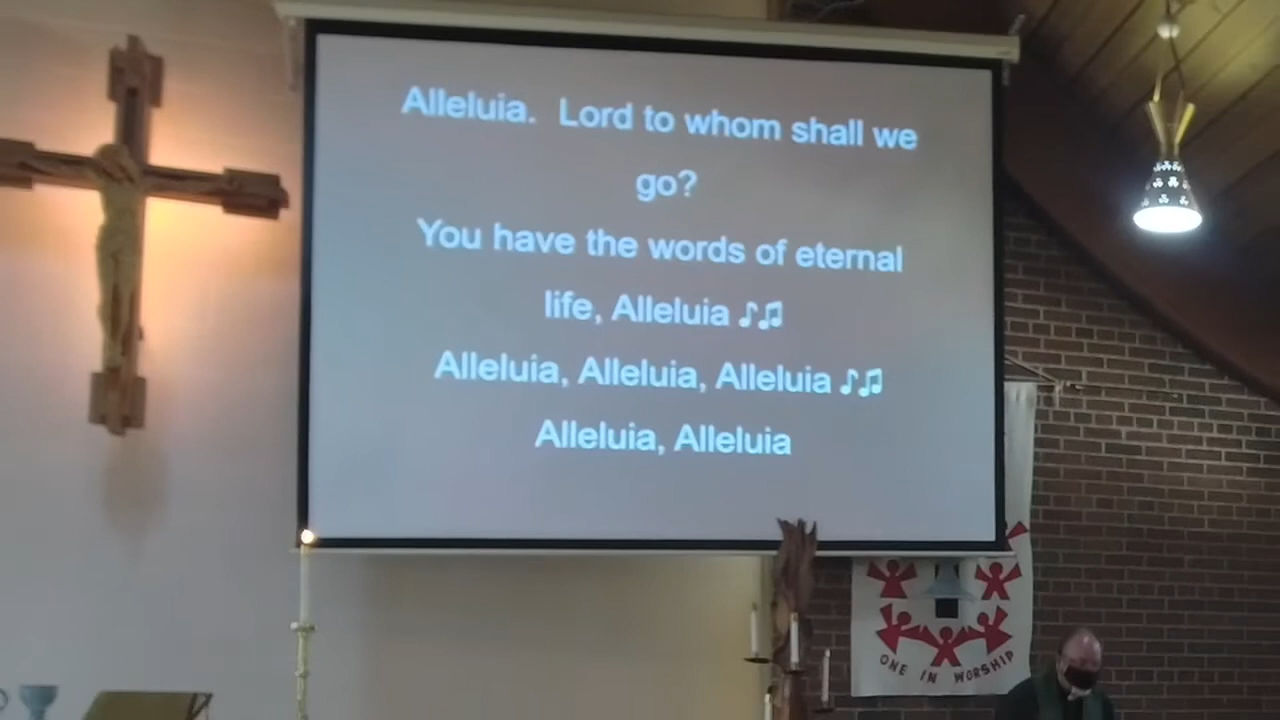 Alleluia.  Lord to whom shall we
go?
You have the words of eternal
life, Alleluia ♪♫
Alleluia, Alleluia, Alleluia ♪♫
Alleluia, Alleluia
ONE IN WORSHIP